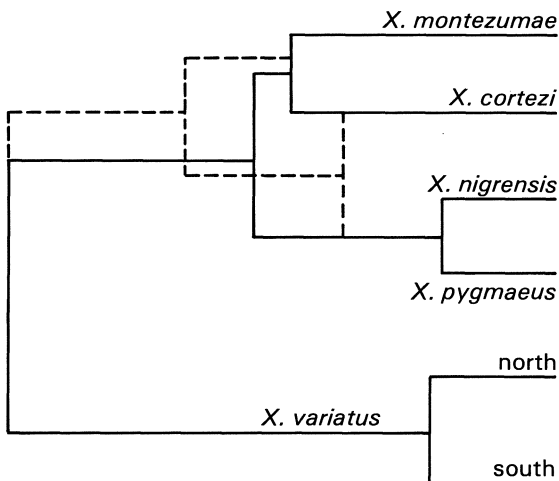 X. montezumae
X. cortezi
X. nigrensis
X. pygmaeus
north
X. variatus
south